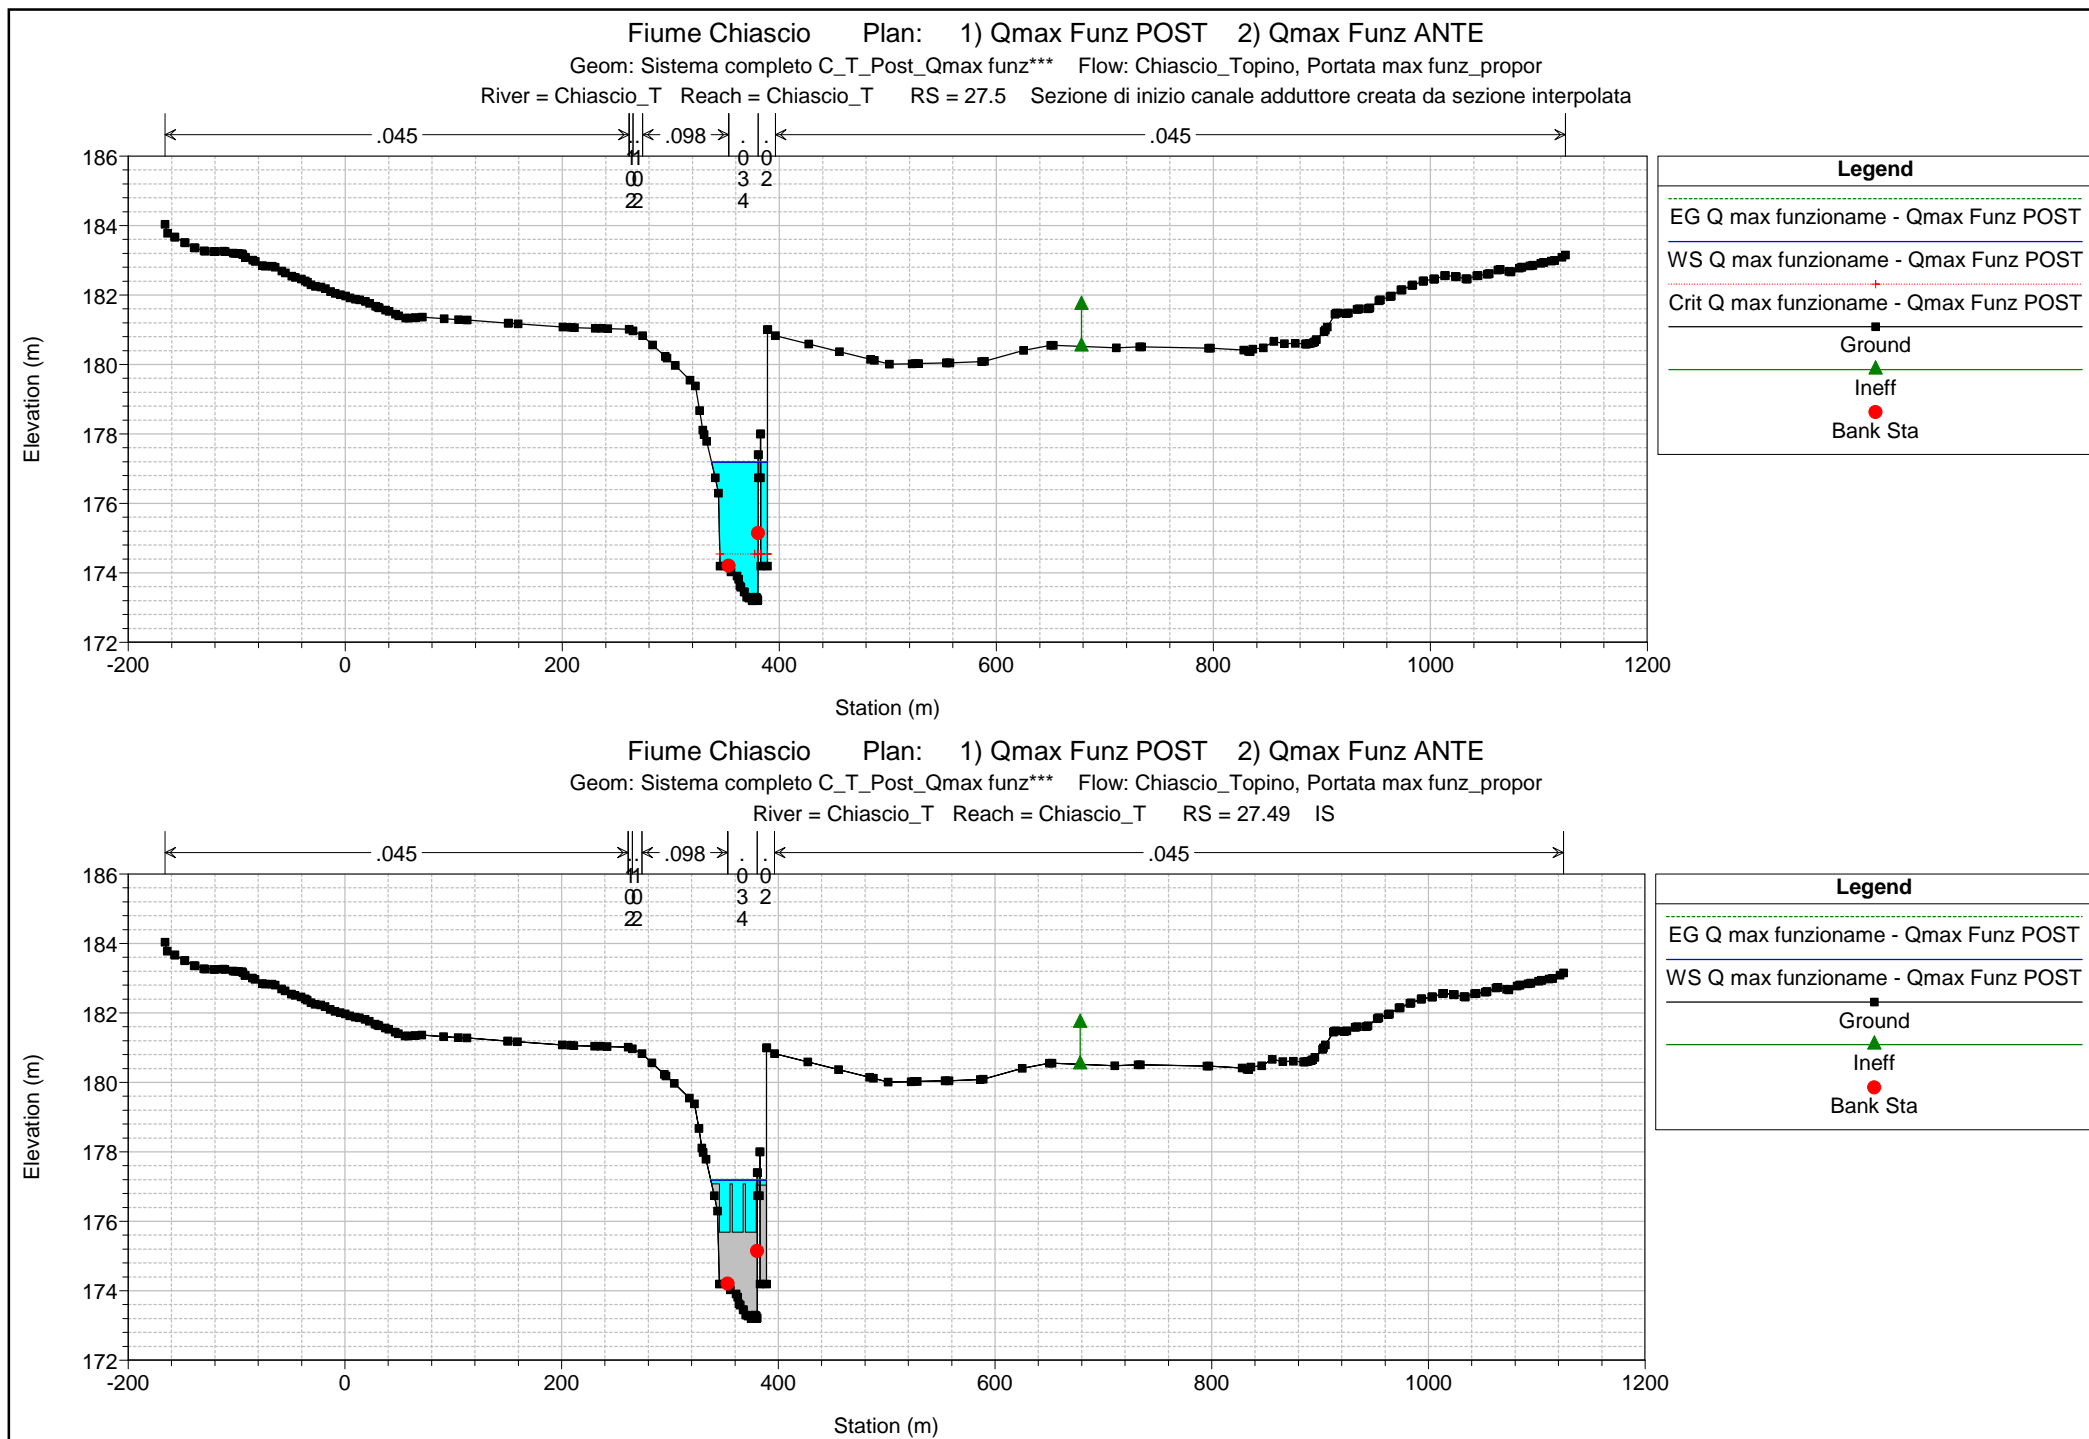 Fiume Chiascio Plan: 1) Qmax Funz POST 2) Qmax Funz ANTE
Geom: Sistema completo C_T_Post_Qmax funz*** Flow: Chiascio_Topino, Portata max funz_propor
River = Chiascio_T Reach = Chiascio_T RS = 27.5 Sezione di inizio canale adduttore creata da sezione interpolata
.045
.098
.034
.02
.045
186
184
182
180
178
176
174
172
Elevation (m)
-200 0 200 400 600 800 1000 1200
Station (m)
Legend
EG Q max funzioname - Qmax Funz POST
WS Q max funzioname - Qmax Funz POST
Crit Q max funzioname - Qmax Funz POST
Ground
Ineff
Bank Sta
Fiume Chiascio Plan: 1) Qmax Funz POST 2) Qmax Funz ANTE
Geom: Sistema completo C_T_Post_Qmax funz*** Flow: Chiascio_Topino, Portata max funz_propor
River = Chiascio_T Reach = Chiascio_T RS = 27.49 IS
.045
.098
.034
.02
.045
186
184
182
180
178
176
174
172
Elevation (m)
-200 0 200 400 600 800 1000 1200
Station (m)
Legend
EG Q max funzioname - Qmax Funz POST
WS Q max funzioname - Qmax Funz POST
Ground
Ineff
Bank Sta